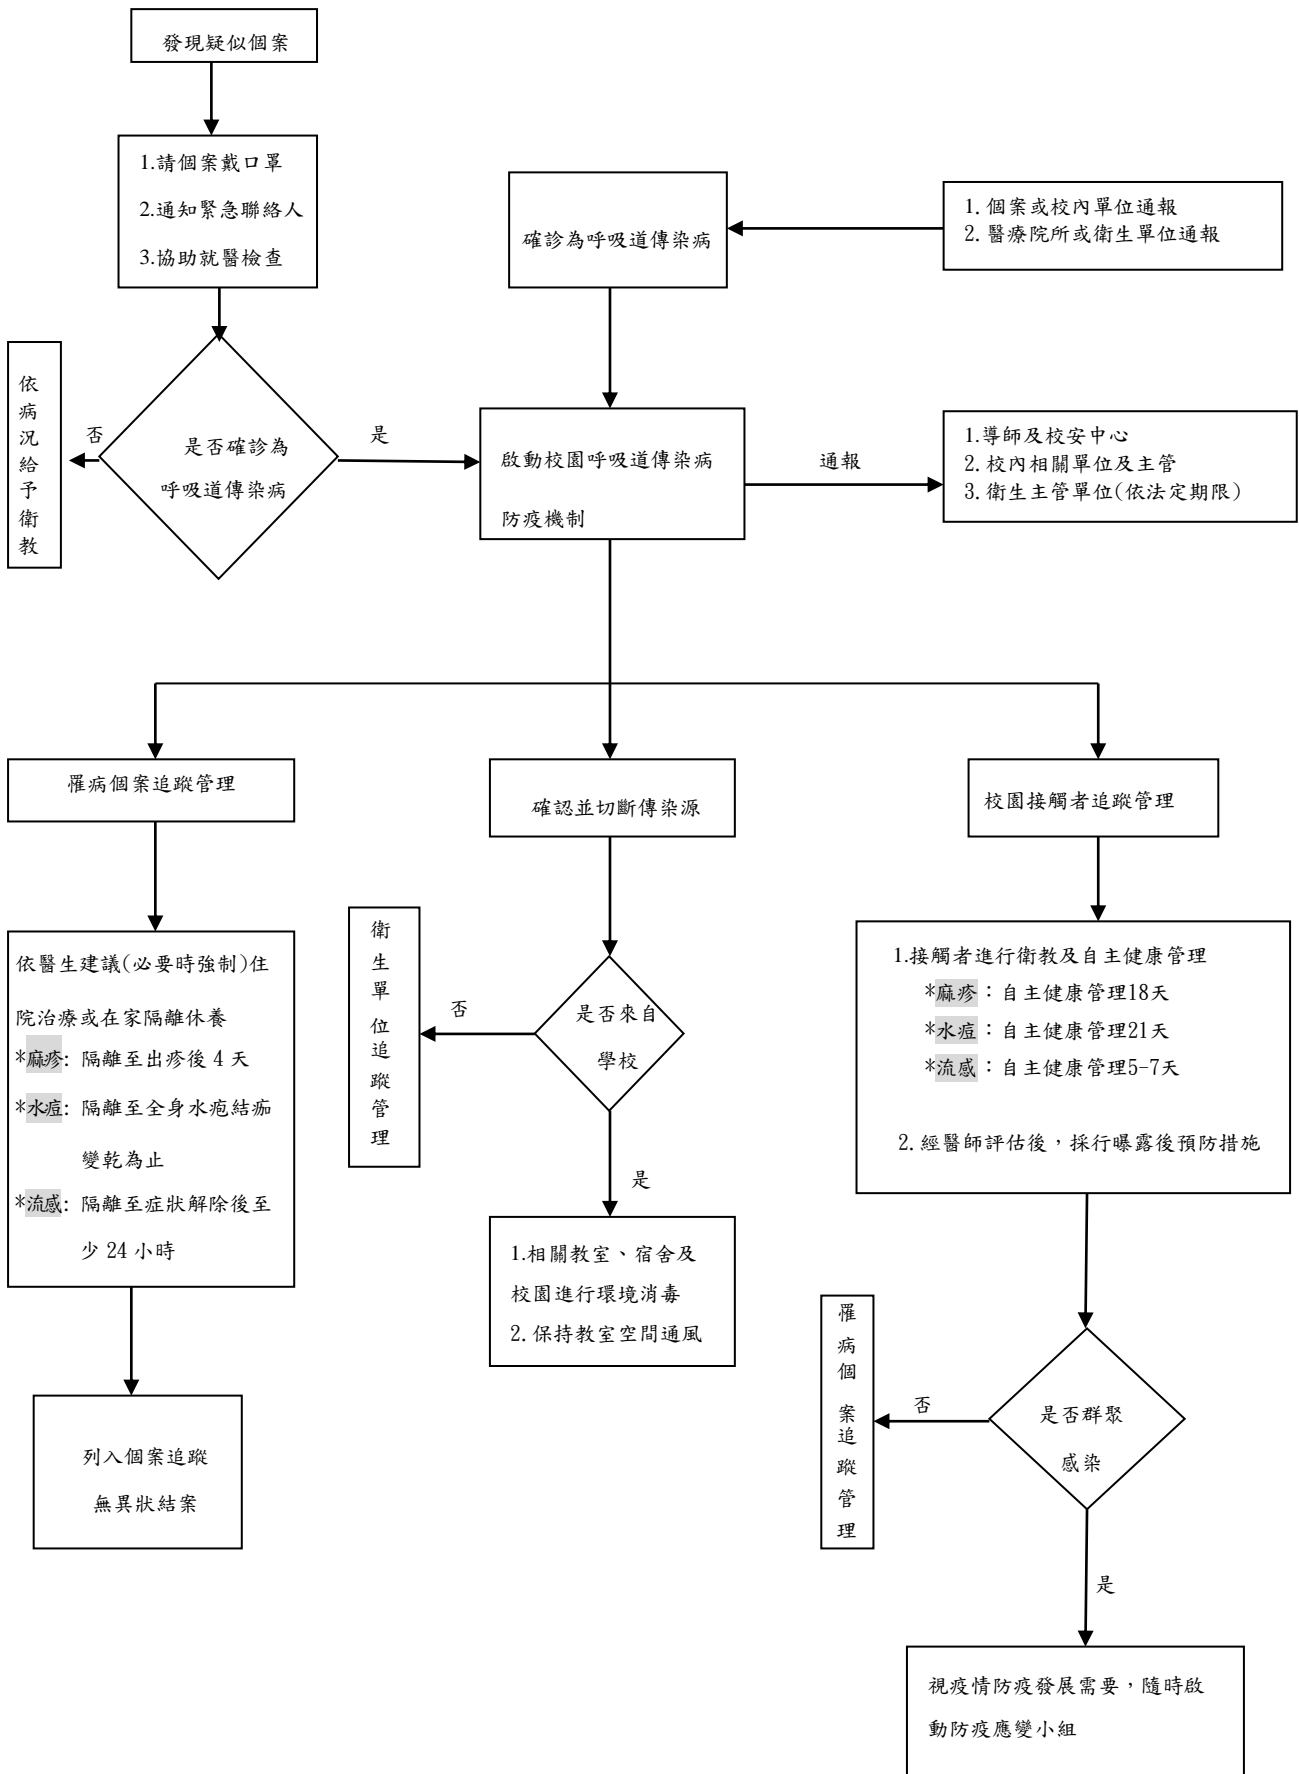 發現疑似個案
1.請個案戴口罩
2.通知緊急聯絡人
3.協助就醫檢查
確診為呼吸道傳染病
1. 個案或校內單位通報
2. 醫療院所或衛生單位通報
依病況給予衛教
否
是否確診為
呼吸道傳染病
是
啟動校園呼吸道傳染病
防疫機制
通報
1.導師及校安中心
2. 校內相關單位及主管
3. 衛生主管單位(依法定期限)
罹病個案追蹤管理
確認並切斷傳染源
校園接觸者追蹤管理
依醫生建議(必要時強制)住
院治療或在家隔離休養
*麻疹: 隔離至出疹後 4 天
*水痘: 隔離至全身水疱結痂
變乾為止
*流感: 隔離至症狀解除後至
少 24 小時
列入個案追蹤
無異狀結案
衛生單位追蹤管理
否
是否來自
學校
是
1.相關教室、宿舍及
校園進行環境消毒
2. 保持教室空間通風
1.接觸者進行衛教及自主健康管理
*麻疹：自主健康管理18天
*水痘：自主健康管理21天
*流感：自主健康管理5-7天
2. 經醫師評估後，採行曝露後預防措施
罹病個案追蹤管理
否
是否群聚
感染
是
視疫情防疫發展需要，隨時啟
動防疫應變小組